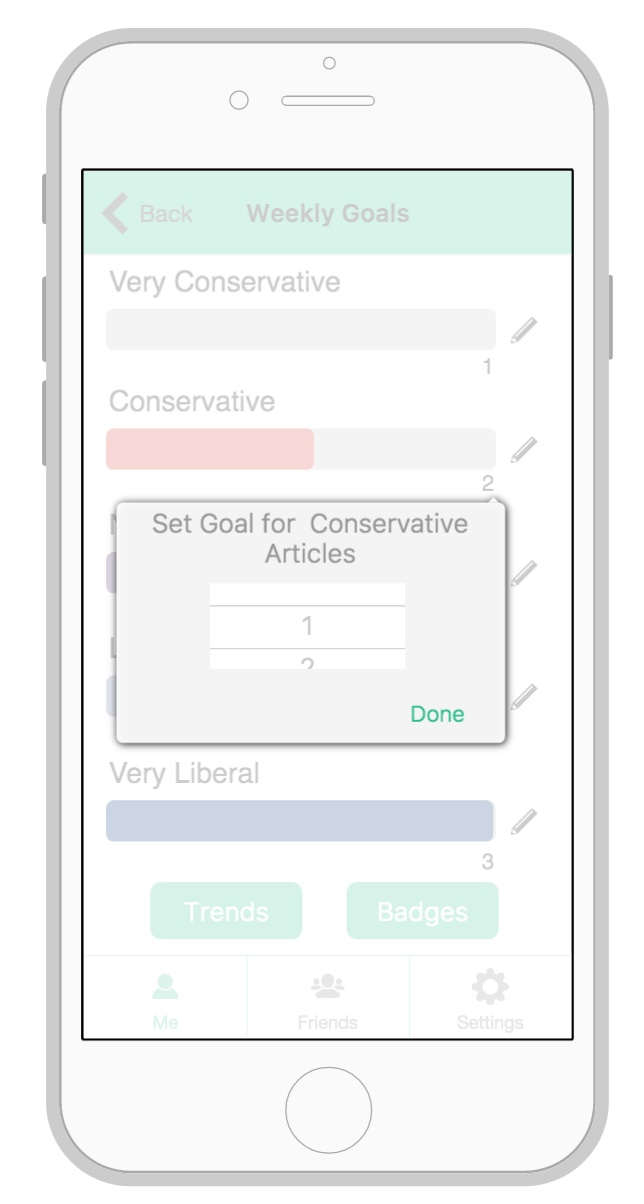 Back Weekly Goals
Very Conservative
1
Conservative
2
Set Goal for Conservative
Articles
1
2
Done
Very Liberal
3
Trends Badges
Me Friends Settings